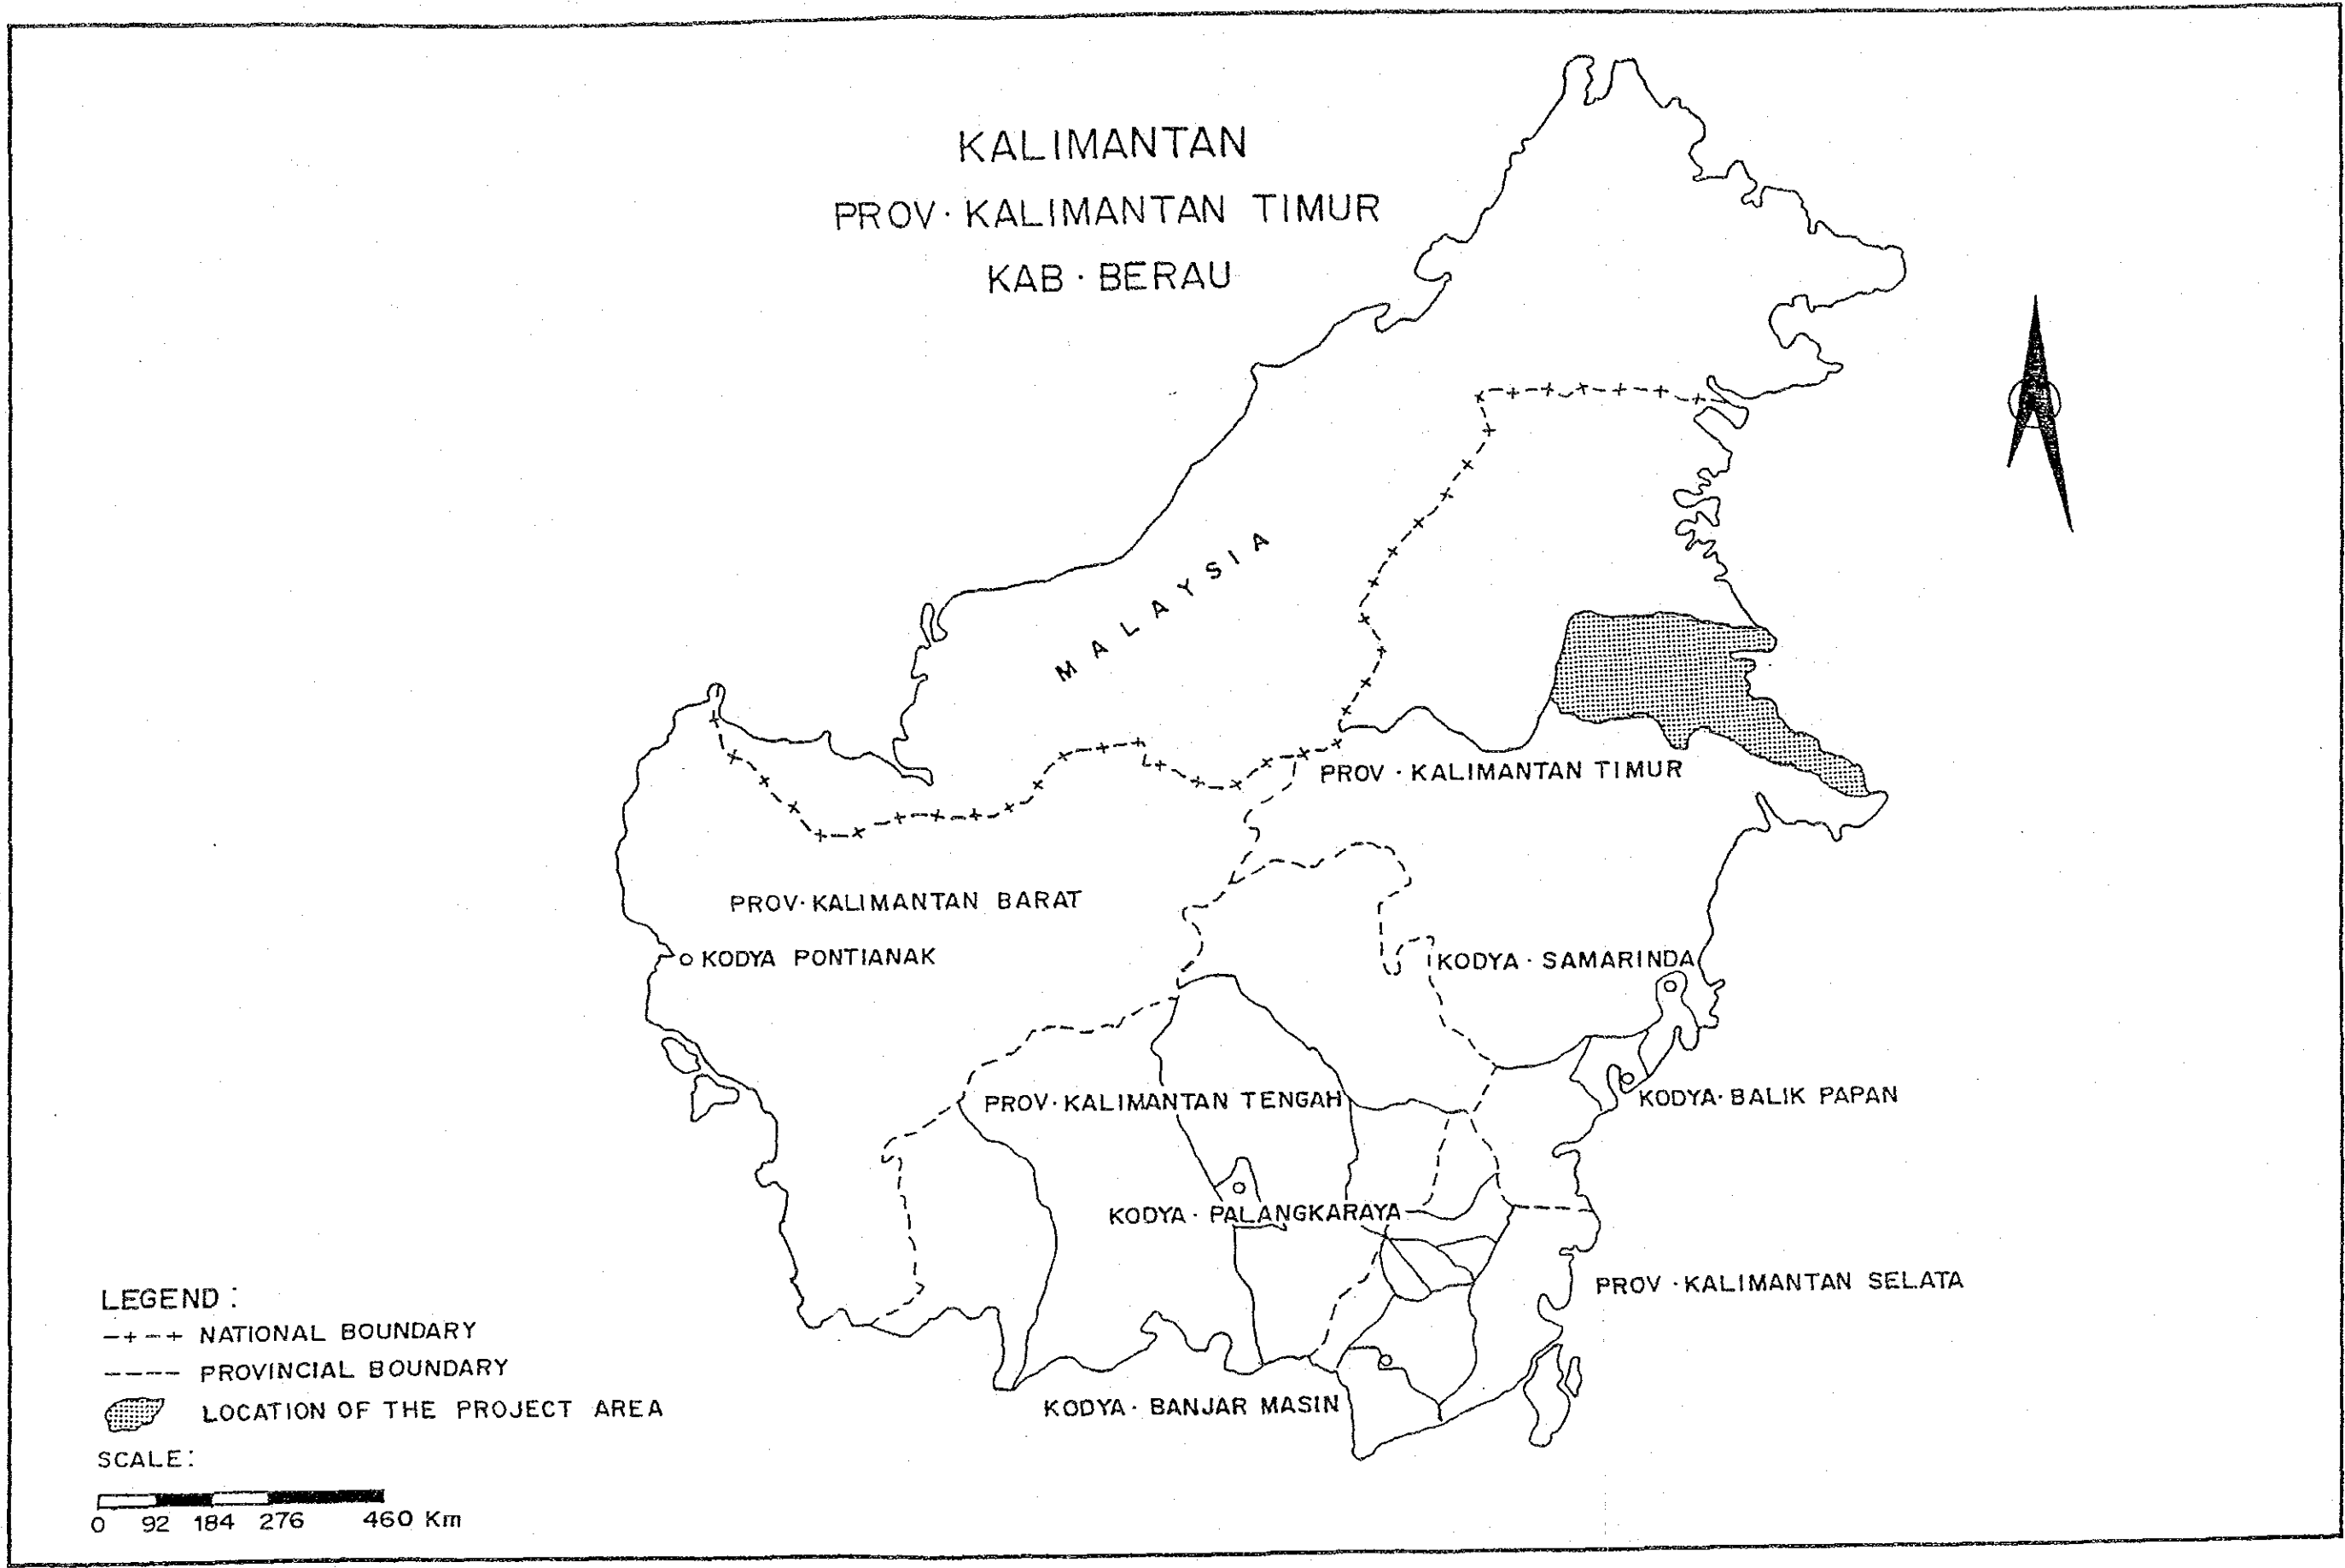 KALIMANTAN
PROV · KALIMANTAN TIMUR
KAB · BERAU
MALAYSIA
PROV · KALIMANTAN TIMUR
PROV · KALIMANTAN BARAT
KODYA PONTIANAK
KODYA · SAMARINDA
KODYA · BALIK PAPAN
PROV · KALIMANTAN TENGAH
KODYA · PALANGKARAYA
PROV · KALIMANTAN SELATA
KODYA · BANJAR MASIN
LEGEND :
NATIONAL BOUNDARY
PROVINCIAL BOUNDARY
LOCATION OF THE PROJECT AREA
SCALE :
0 92 184 276 460 Km